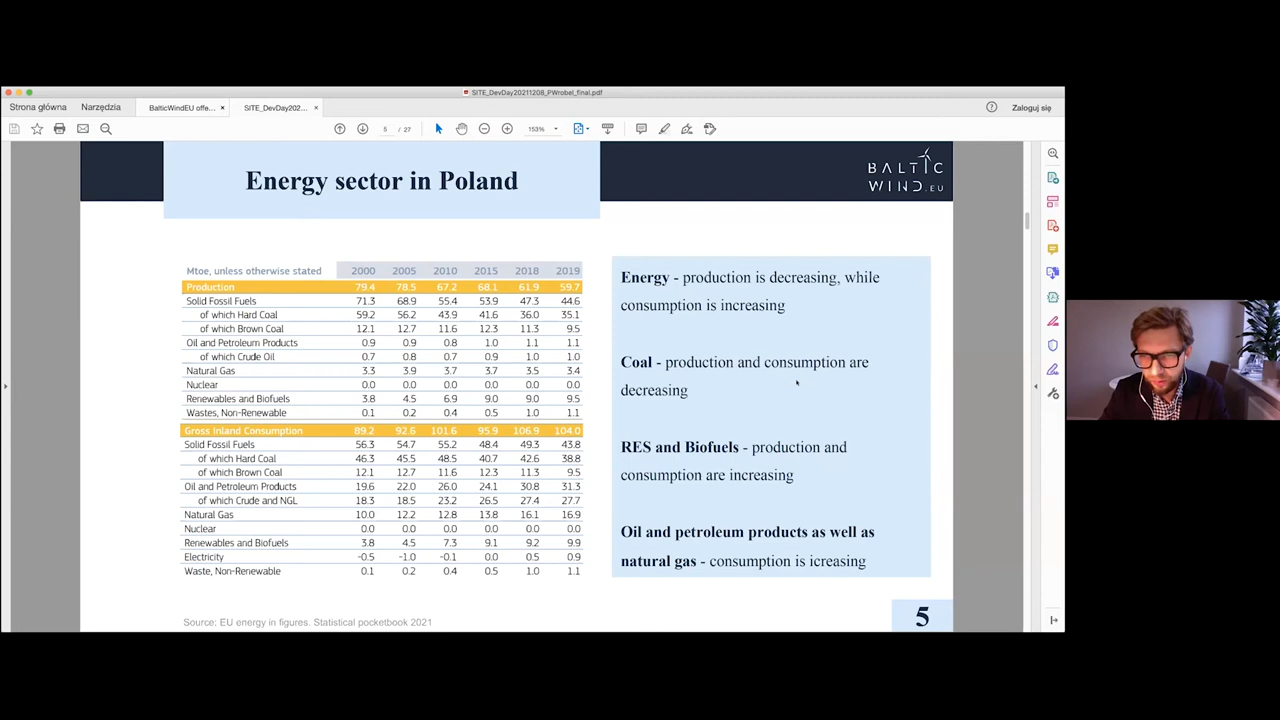 SITE_DevDay20211208_PWrobel_final.pdf
Strona główna Narzędzia BalticWindEU offe... × SITE_DevDay202... × Zaloguj się
5 / 27 153%
Energy sector in Poland
BALTIC
WIND.EU
Mtoe, unless otherwise stated 2000 2005 2010 2015 2018 2019
Production 79.4 78.5 67.2 68.1 61.9 59.7
Solid Fossil Fuels 71.3 68.9 55.4 53.9 47.3 44.6
of which Hard Coal 59.2 56.2 43.9 41.6 36.0 35.1
of which Brown Coal 12.1 12.7 11.6 12.3 11.3 9.5
Oil and Petroleum Products 0.9 0.9 0.8 1.0 1.1 1.1
of which Crude Oil 0.7 0.8 0.7 0.9 1.0 1.0
Natural Gas 3.3 3.9 3.7 3.7 3.5 3.4
Nuclear 0.0 0.0 0.0 0.0 0.0 0.0
Renewables and Biofuels 3.8 4.5 6.9 9.0 9.0 9.5
Wastes, Non-Renewable 0.1 0.2 0.4 0.5 1.0 1.1
Gross Inland Consumption 89.2 92.6 101.6 95.9 106.9 104.0
Solid Fossil Fuels 56.3 54.7 55.2 48.4 49.3 43.8
of which Hard Coal 46.3 45.5 48.5 40.7 42.6 38.8
of which Brown Coal 12.1 12.7 11.6 12.3 11.3 9.5
Oil and Petroleum Products 19.6 22.0 26.0 24.1 30.8 31.3
of which Crude and NGL 18.3 18.5 23.2 26.5 27.4 27.7
Natural Gas 10.0 12.2 12.8 13.8 16.1 16.9
Nuclear 0.0 0.0 0.0 0.0 0.0 0.0
Renewables and Biofuels 3.8 4.5 7.3 9.1 9.2 9.9
Electricity -0.5 -1.0 -0.1 0.0 0.5 0.9
Waste, Non-Renewable 0.1 0.2 0.4 0.5 1.0 1.1
Energy - production is decreasing, while
consumption is increasing
Coal - production and consumption are
decreasing
RES and Biofuels - production and
consumption are increasing
Oil and petroleum products as well as
natural gas - consumption is icreasing
Source: EU energy in figures. Statistical pocketbook 2021
5